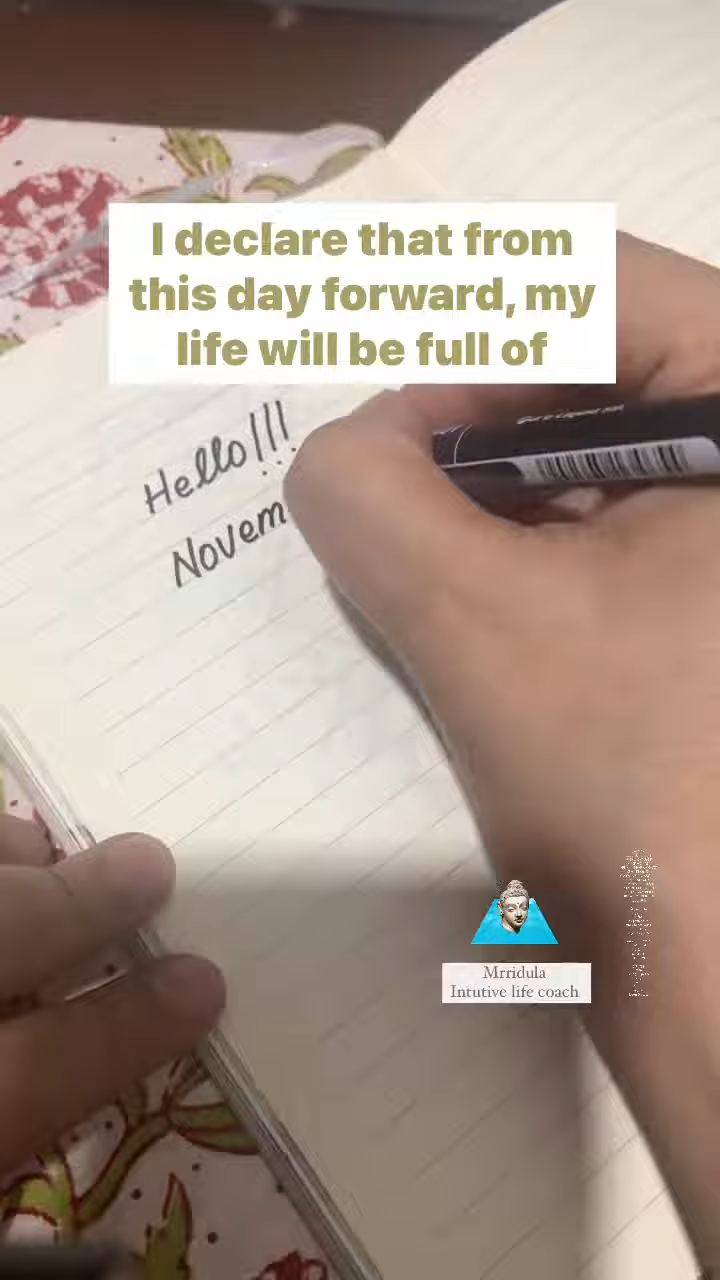 I declare that from
this day forward, my
life will be full of
Hello!!!
Novem
Mrridula
Intutive life coach